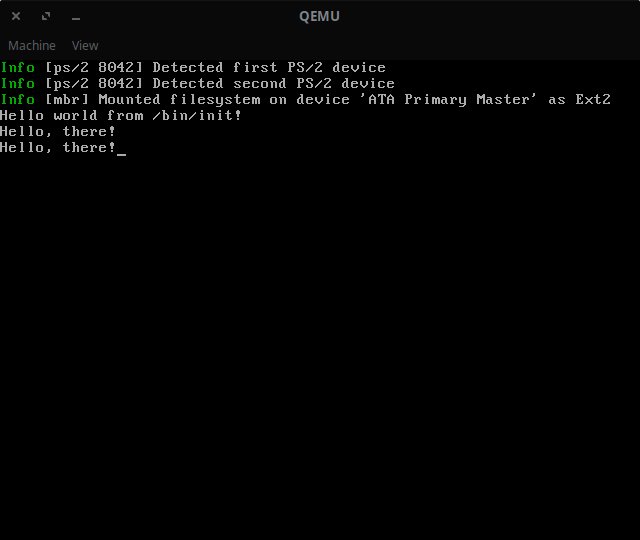 QEMU
Machine View
Info [ps/2 8042] Detected first PS/2 device
Info [ps/2 8042] Detected second PS/2 device
Info [mbr] Mounted filesystem on device 'ATA Primary Master' as Ext2
Hello world from /bin/init!
Hello, there!
Hello, there!_